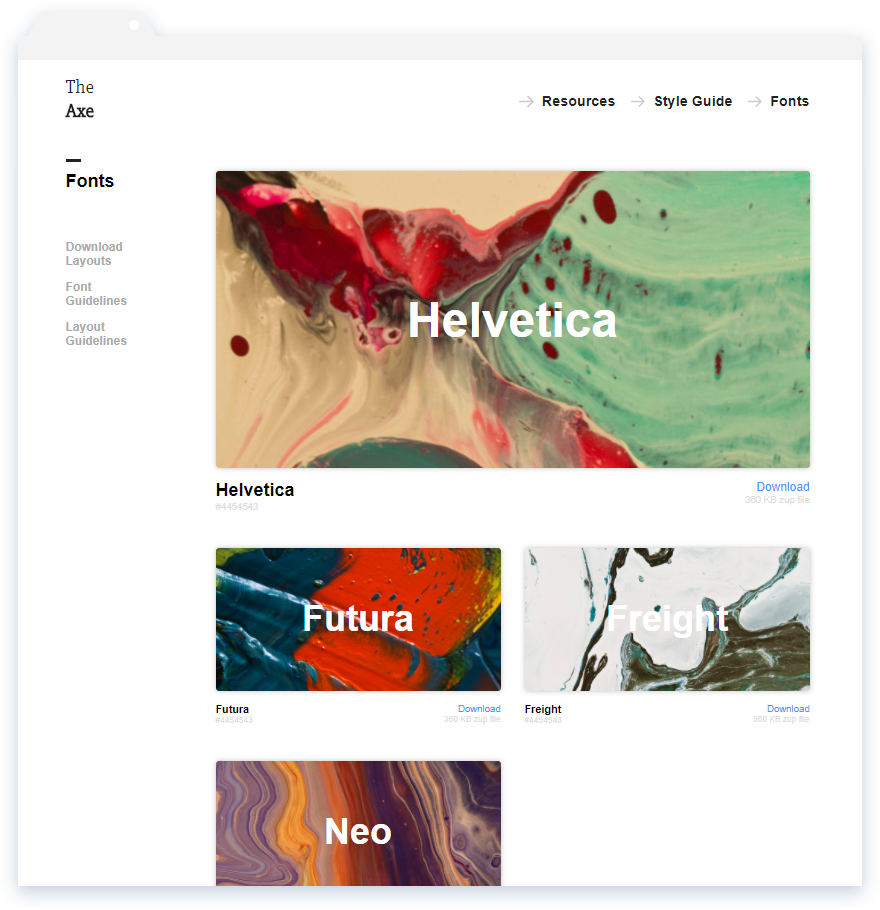 The
Axe
Resources
Style Guide
Fonts
Fonts
Download
Layouts
Font
Guidelines
Layout
Guidelines
Helvetica
Helvetica
#4454543
Download
360 KB zup file
Futura
Freight
Futura
#4454543
Download
360 KB zup file
Freight
#4454543
Download
360 KB zup file
Neo